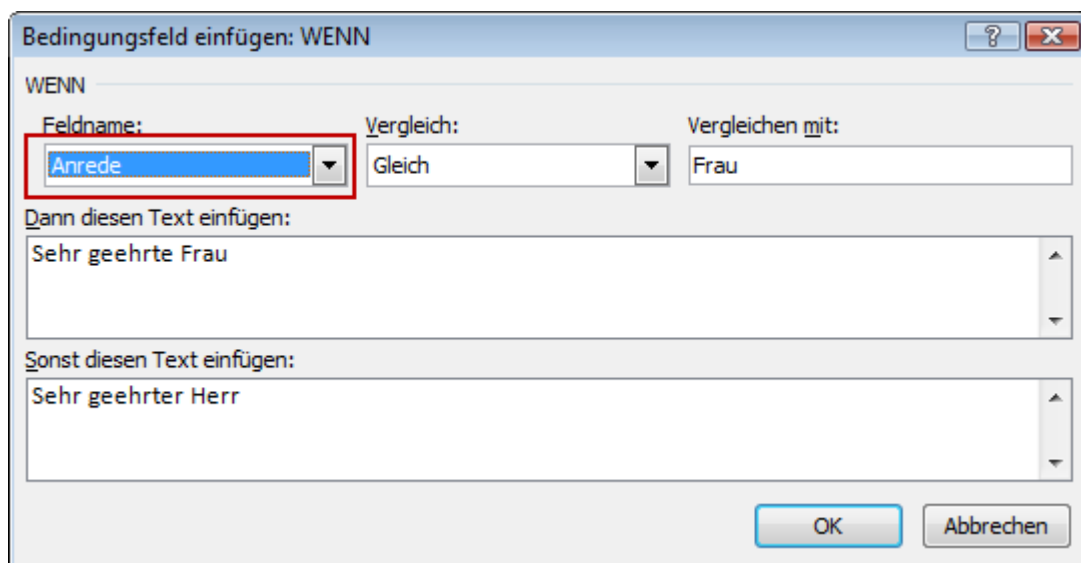 Bedingungsfeld einfügen: WENN
WENN
Feldname: Vergleich: Vergleichen mit:
Anrede Gleich Frau
Dann diesen Text einfügen:
Sehr geehrte Frau
Sonst diesen Text einfügen:
Sehr geehrter Herr
OK Abbrechen